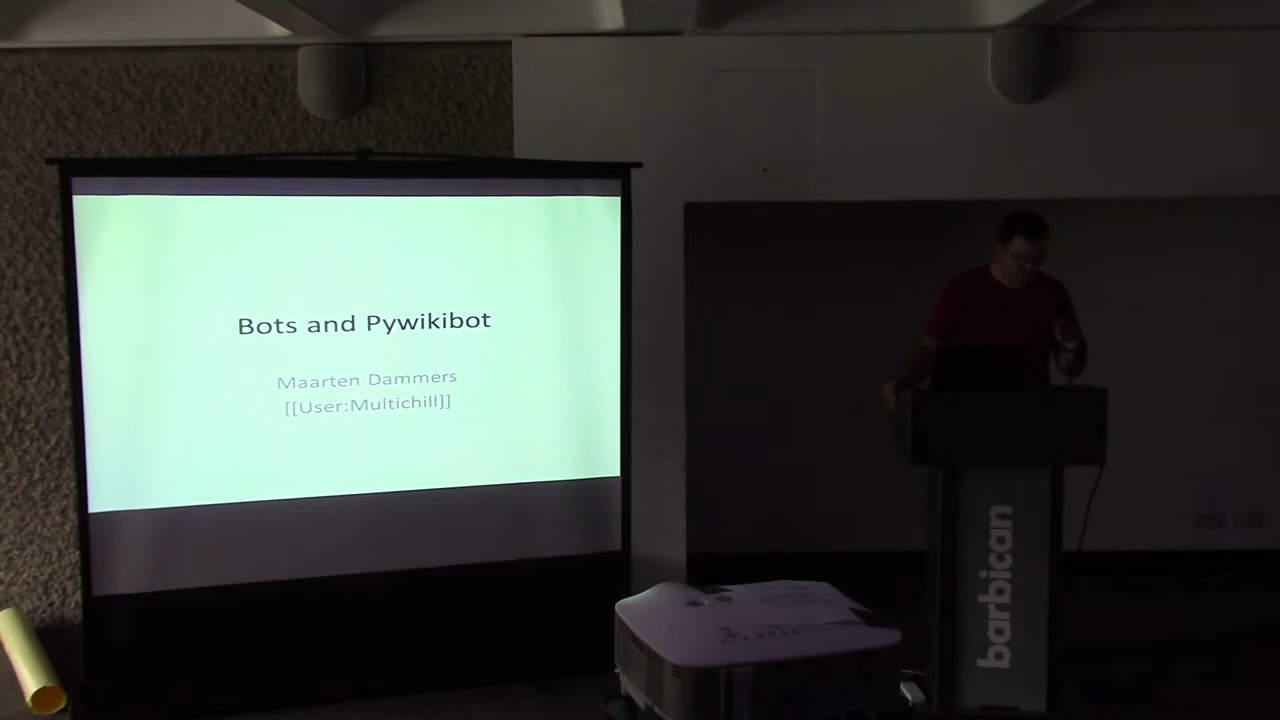 Bots and Pywikibot
Maarten Dammers
[[User:Multichill]]
barbican